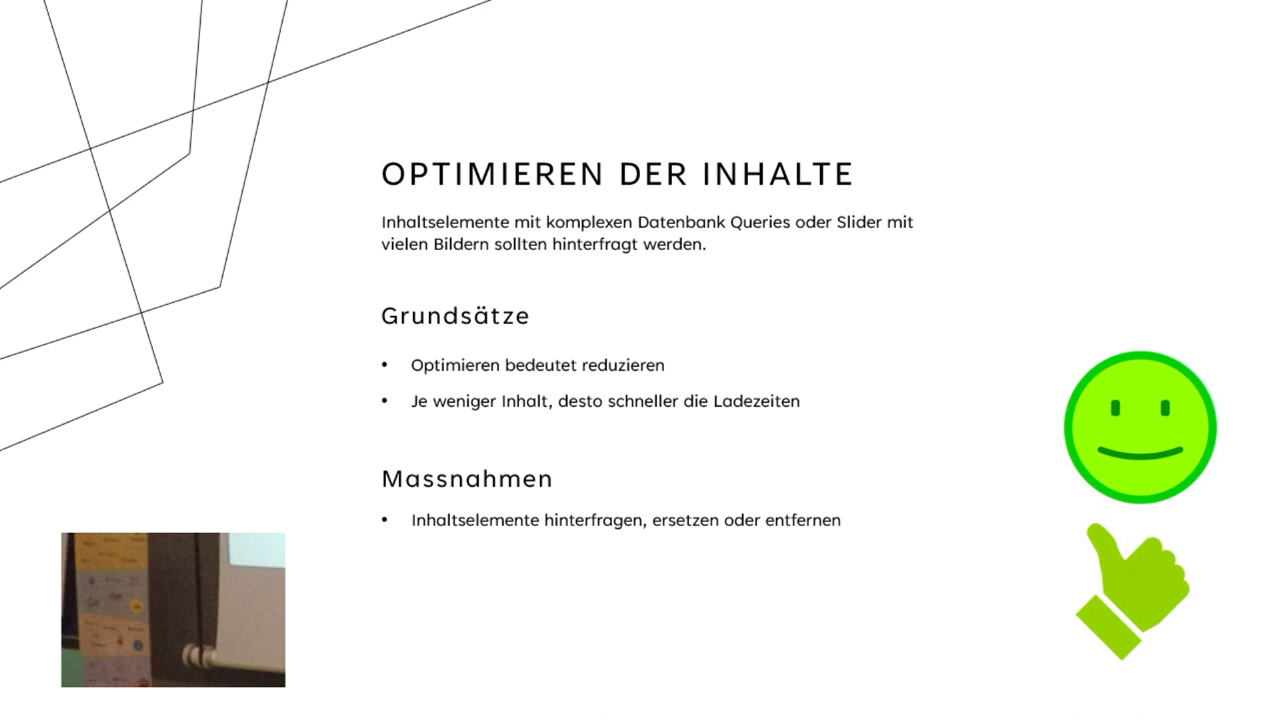 OPTIMIEREN DER INHALTE
Inhaltselemente mit komplexen Datenbank Queries oder Slider mit
vielen Bildern sollten hinterfragt werden.
Grundsätze
• Optimieren bedeutet reduzieren
• Je weniger Inhalt, desto schneller die Ladezeiten
Massnahmen
• Inhaltselemente hinterfragen, ersetzen oder entfernen